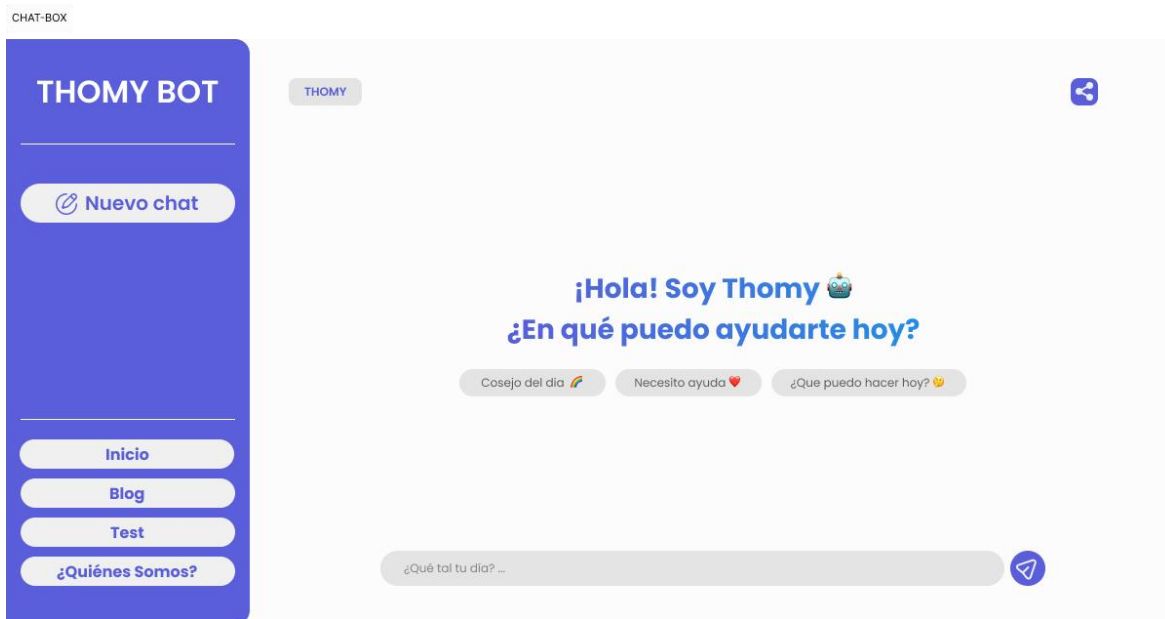 CHAT-BOX
THOMY BOT
Nuevo chat
Inicio
Blog
Test
¿Quiénes Somos?
THOMY
¡Hola! Soy Thomy 🤖
¿En qué puedo ayudarte hoy?
Cosejo del dia 🌈
Necesito ayuda ❤️
¿Que puedo hacer hoy? 🤔
¿Qué tal tu día? ...